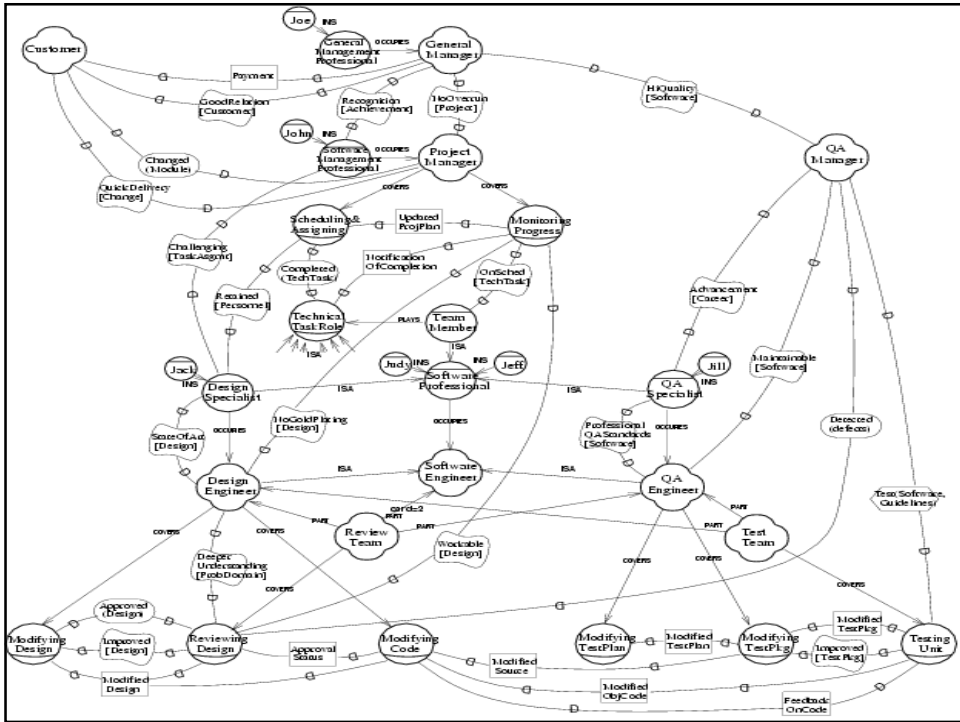 Joe
INS
General
Management
Professional
OCCUPIES
General
Manager
Customer
Payment
GoodRelation
[Customer]
Recognition
[Achievement]
NoOverrun
[Project]
HiQuality
[Software]
John
INS
Software
Management
Professional
OCCUPIES
Project
Manager
QA
Manager
Changed
(Module)
QuickDelivery
[Change]
COVERS
COVERS
Scheduling&
Assigning
Updated
ProjPlan
Monitoring
Progress
Challenging
[TaskAsgmt]
Completed
(TechTask)
Notification
OfCompletion
OnSched
[TechTask]
Retained
[Personnel]
Advancement
[Career]
Technical
TaskRole
PLAYS
Team
Member
ISA
ISA
Maintainable
[Software]
Jack
INS
Judy
INS
INS
Jeff
Jill
INS
Design
Specialist
ISA
Software
Professional
ISA
QA
Specialist
StateOfArt
[Design]
OCCUPIES
NoGoldPlating
[Design]
OCCUPIES
Professional
QAStandards
[Software]
OCCUPIES
Detected
(defects)
Design
Engineer
ISA
Software
Engineer
ISA
QA
Engineer
Test(Software,
Guidelines)
card=2
PART
PART
PART
PART
PART
Review
Team
Test
Team
COVERS
Deeper
Understanding
[ProbDomain]
COVERS
COVERS
Workable
[Design]
COVERS
COVERS
COVERS
Modifying
Design
Approved
(Design)
Improved
[Design]
Modified
Design
Reviewing
Design
Approval
Status
Modifying
Code
Modified
Source
Modifying
TestPlan
Modified
TestPlan
Modifying
TestPkg
Modified
TestPkg
Improved
[TestPkg]
Testing
Unit
Modified
ObjCode
Feedback
OnCode